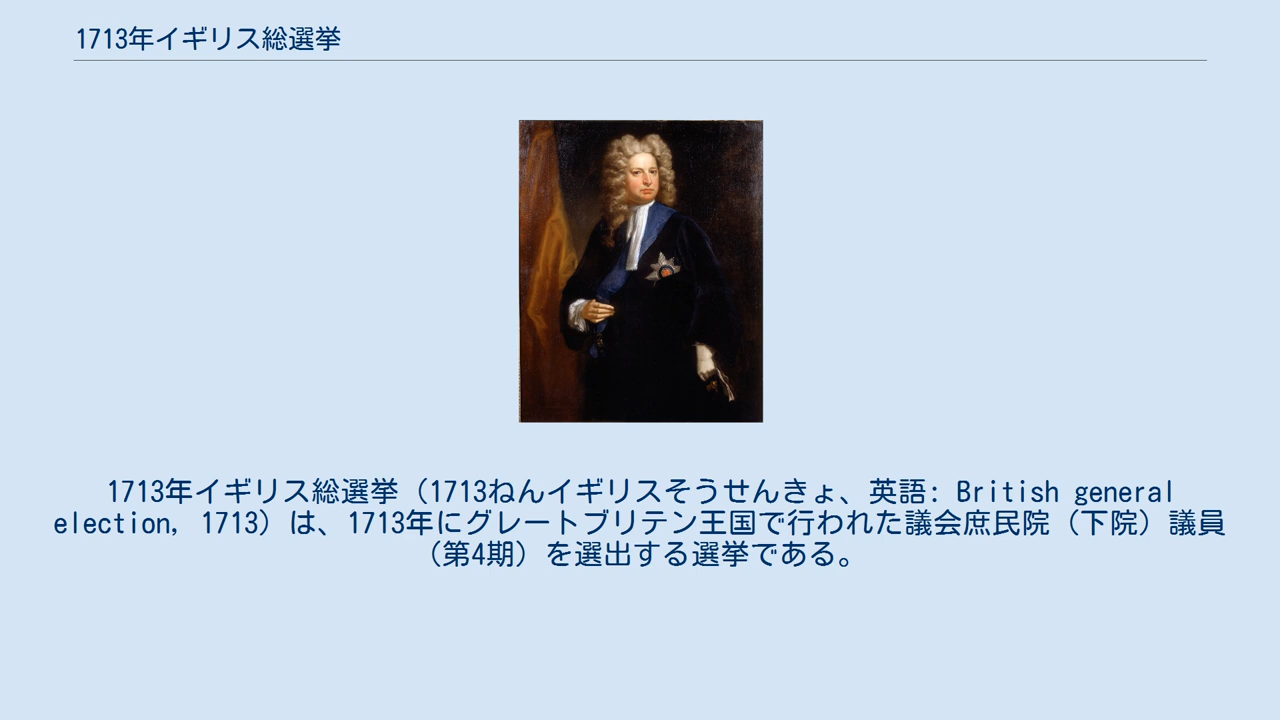 1713年イギリス総選挙
1713年イギリス総選挙（1713ねんイギリスそうせんきょ、英語: British general
election, 1713）は、1713年にグレートブリテン王国で行われた議会庶民院（下院）議員
（第4期）を選出する選挙である。